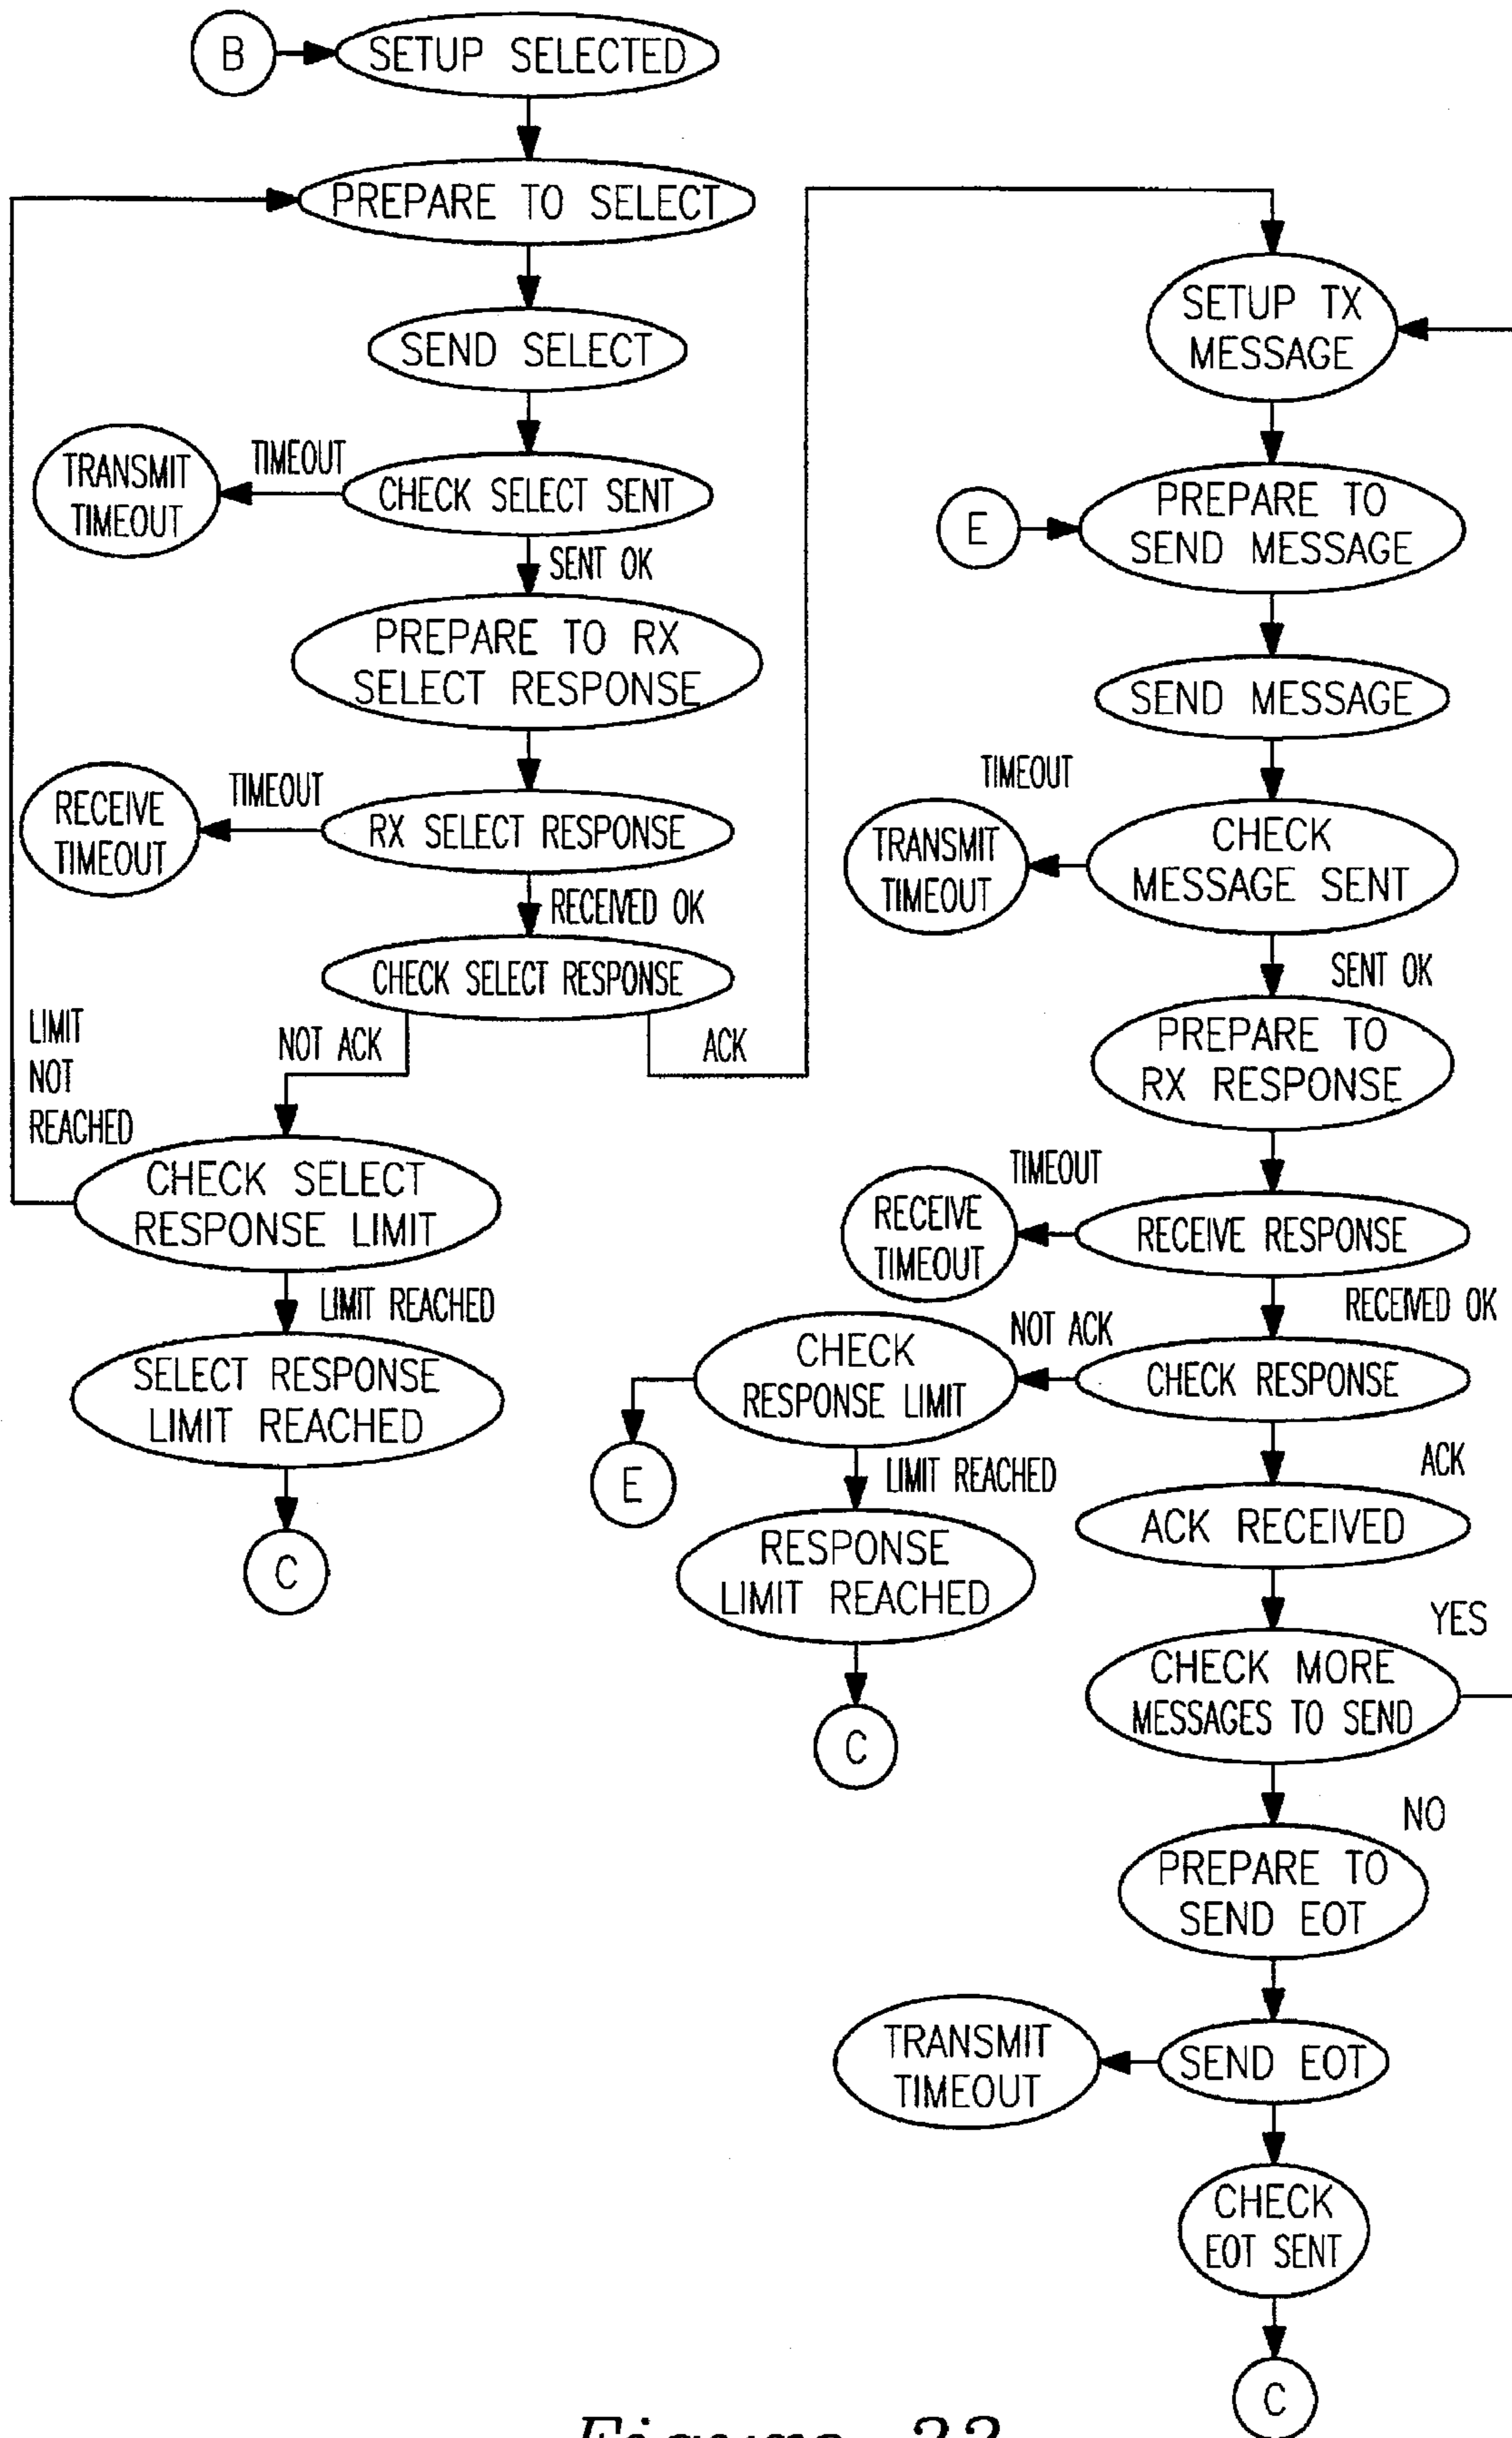 B
SETUP SELECTED
PREPARE TO SELECT
SEND SELECT
TRANSMIT
TIMEOUT
TIMEOUT
CHECK SELECT SENT
SENT OK
PREPARE TO RX
SELECT RESPONSE
RECEIVE
TIMEOUT
TIMEOUT
RX SELECT RESPONSE
RECEIVED OK
CHECK SELECT RESPONSE
LIMIT
NOT
REACHED
NOT ACK
ACK
CHECK SELECT
RESPONSE LIMIT
LIMIT REACHED
SELECT RESPONSE
LIMIT REACHED
C
SETUP TX
MESSAGE
E
PREPARE TO
SEND MESSAGE
SEND MESSAGE
TIMEOUT
TRANSMIT
TIMEOUT
CHECK
MESSAGE SENT
SENT OK
PREPARE TO
RX RESPONSE
TIMEOUT
RECEIVE
TIMEOUT
RECEIVE RESPONSE
RECEIVED OK
CHECK
RESPONSE LIMIT
NOT ACK
CHECK RESPONSE
E
LIMIT REACHED
RESPONSE
LIMIT REACHED
C
ACK
ACK RECEIVED
YES
CHECK MORE
MESSAGES TO SEND
NO
PREPARE TO
SEND EOT
TRANSMIT
TIMEOUT
SEND EOT
CHECK
EOT SENT
C